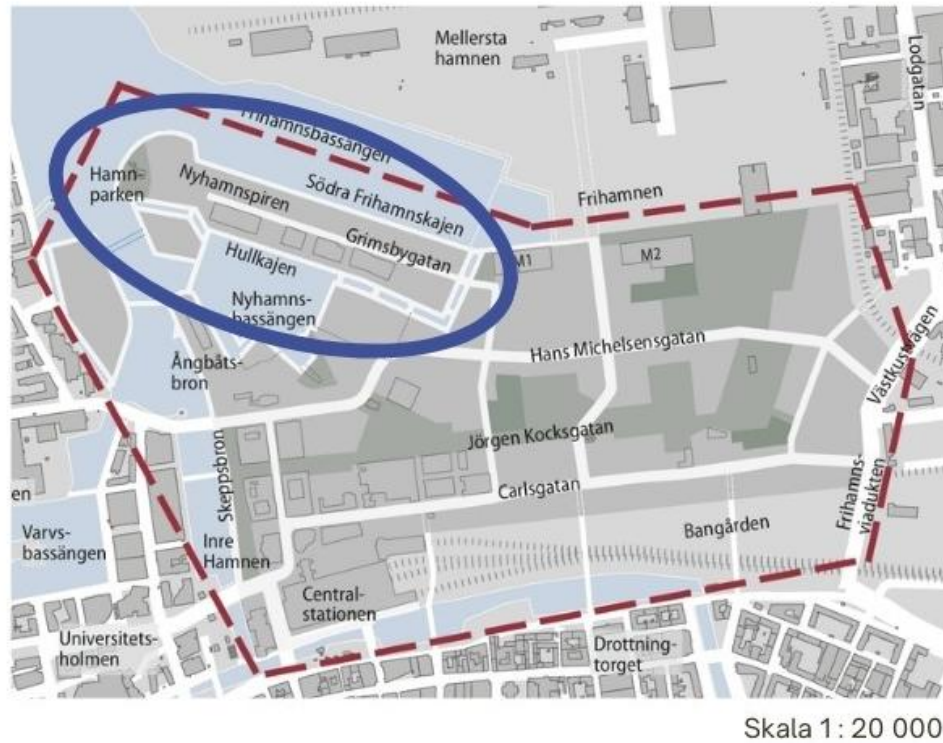 Mellersta
hamnen
Lodgatan
Frihamnsbassängen
Hamn-
parken
Nyhamnspiren
Södra Frihamnskajen
Frihamnen
Grimsbygatan
Hullkajen
M1
M2
Nyhamns-
bassängen
Ångbåts-
bron
Hans Michelsensgatan
Västkustvägen
Jörgen Kocksgatan
Skeppsbron
Carlsgatan
Frihamns-
viadukten
en
Varvs-
bassängen
Inre
Hamnen
Bangården
Central-
stationen
Universitets-
holmen
Drottning-
torget
Skala 1: 20 000